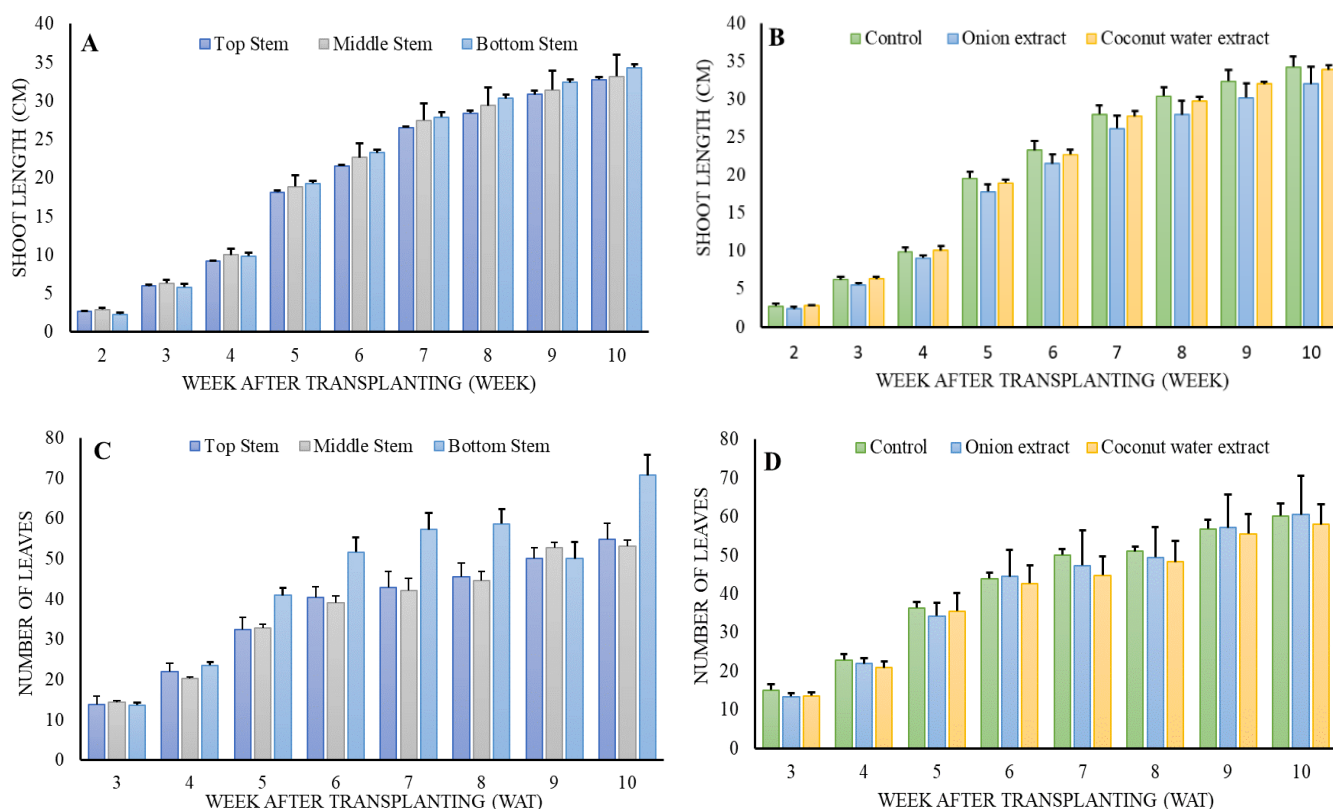 A
Top Stem Middle Stem Bottom Stem
SHOOT LENGTH (CM)
40
35
30
25
20
15
10
5
0
2 3 4 5 6 7 8 9 10
WEEK AFTER TRANSPLANTING (WEEK)
B
Control Onion extract Coconut water extract
SHOOT LENGTH (CM)
40
35
30
25
20
15
10
5
0
2 3 4 5 6 7 8 9 10
WEEK AFTER TRANSPLANTING (WEEK)
C
Top Stem Middle Stem Bottom Stem
NUMBER OF LEAVES
80
70
60
50
40
30
20
10
0
3 4 5 6 7 8 9 10
WEEK AFTER TRANSPLANTING (WAT)
D
Control Onion extract Coconut water extract
NUMBER OF LEAVES
80
70
60
50
40
30
20
10
0
3 4 5 6 7 8 9 10
WEEK AFTER TRANSPLANTING (WAT)